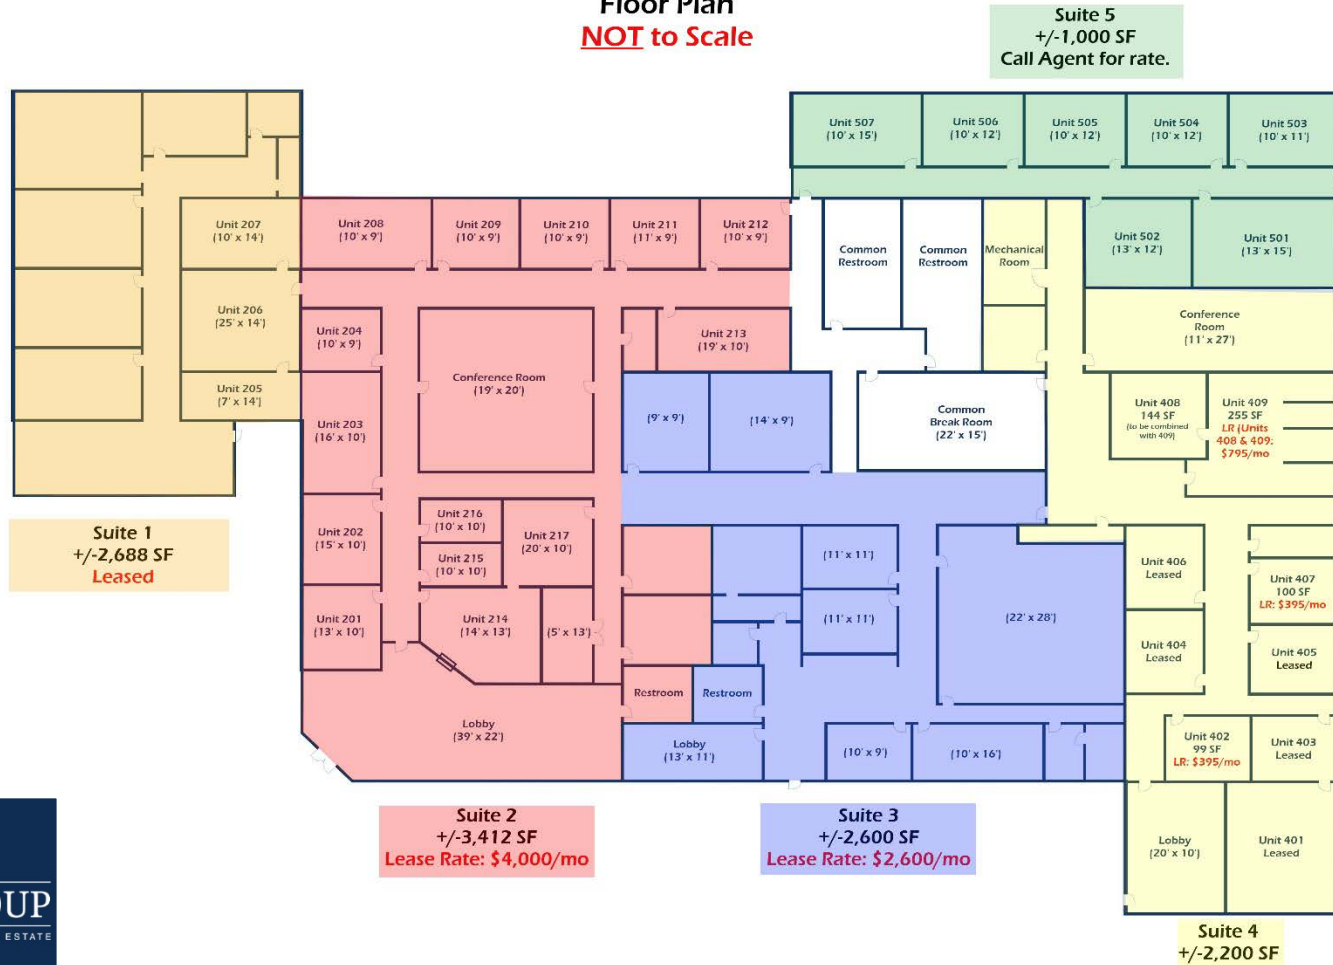 Floor Plan
NOT to Scale
Suite 5
+/-1,000 SF
Call Agent for rate.
Unit 507
(10' x 15')
Unit 506
(10' x 12')
Unit 505
(10' x 12')
Unit 504
(10' x 12')
Unit 503
(10' x 11')
Unit 207
(10' x 14')
Unit 208
(10' x 9')
Unit 209
(10' x 9')
Unit 210
(10' x 9')
Unit 211
(11' x 9')
Unit 212
(10' x 9')
Common
Restroom
Common
Restroom
Mechanical
Room
Unit 502
(13' x 12')
Unit 501
(13' x 15')
Unit 206
(25' x 14')
Unit 204
(10' x 9')
Unit 213
(19' x 10')
Conference
Room
(11' x 27')
Unit 205
(7' x 14')
Conference Room
(19' x 20')
Unit 203
(16' x 10')
(9' x 9')
(14' x 9')
Common
Break Room
(22' x 15')
Unit 408
144 SF
(to be combined
with 409)
Unit 409
255 SF
LR (Units
408 & 409:
$795/mo
Suite 1
+/-2,688 SF
Leased
Unit 202
(15' x 10')
Unit 216
(10' x 10')
Unit 217
(20' x 10')
Unit 215
(10' x 10')
(11' x 11')
Unit 406
Leased
Unit 407
100 SF
LR: $395/mo
Unit 201
(13' x 10')
Unit 214
(14' x 13')
(5' x 13')
(11' x 11')
(22' x 28')
Unit 404
Leased
Unit 405
Leased
Restroom
Restroom
Lobby
(39' x 22')
Lobby
(13' x 11')
(10' x 9')
(10' x 16')
Unit 402
99 SF
LR: $395/mo
Unit 403
Leased
Suite 2
+/-3,412 SF
Lease Rate: $4,000/mo
Suite 3
+/-2,600 SF
Lease Rate: $2,600/mo
Lobby
(20' x 10')
Unit 401
Leased
OUP
ESTATE
Suite 4
+/-2,200 SF